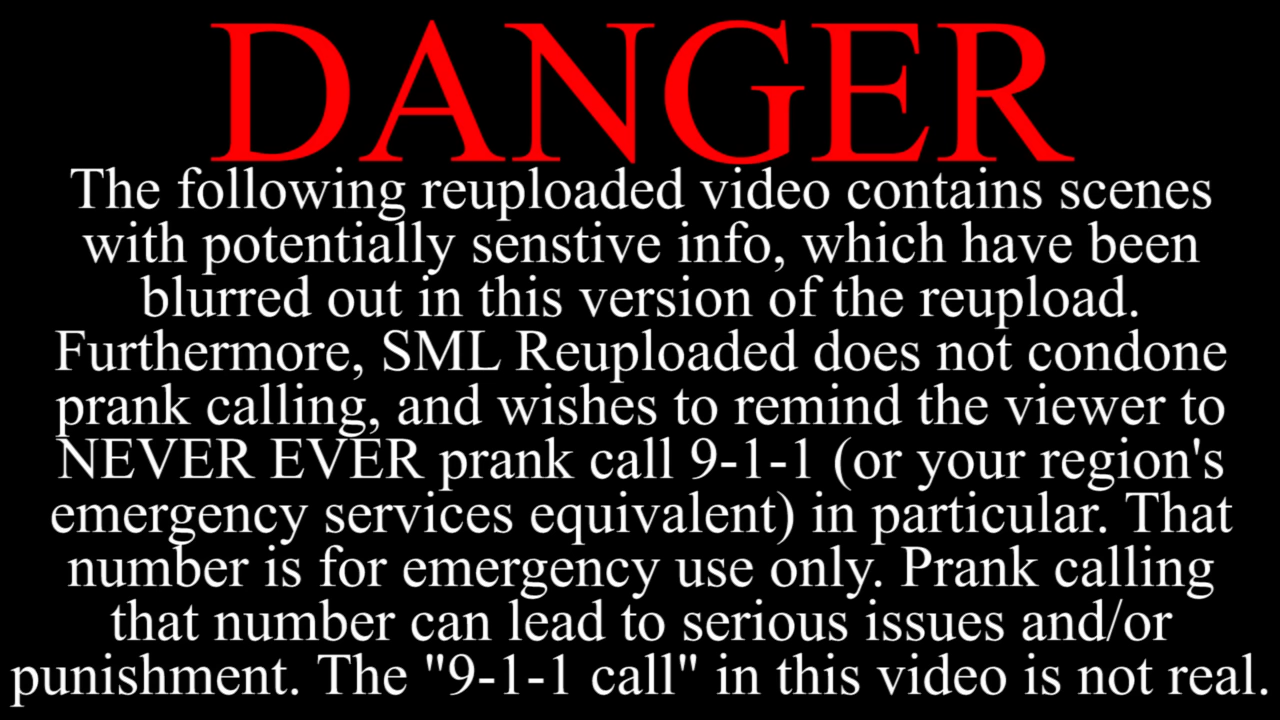 DANGER
The following reuploaded video contains scenes
with potentially senstive info, which have been
blurred out in this version of the reupload.
Furthermore, SML Reuploaded does not condone
prank calling, and wishes to remind the viewer to
NEVER EVER prank call 9-1-1 (or your region's
emergency services equivalent) in particular. That
number is for emergency use only. Prank calling
that number can lead to serious issues and/or
punishment. The "9-1-1 call" in this video is not real.